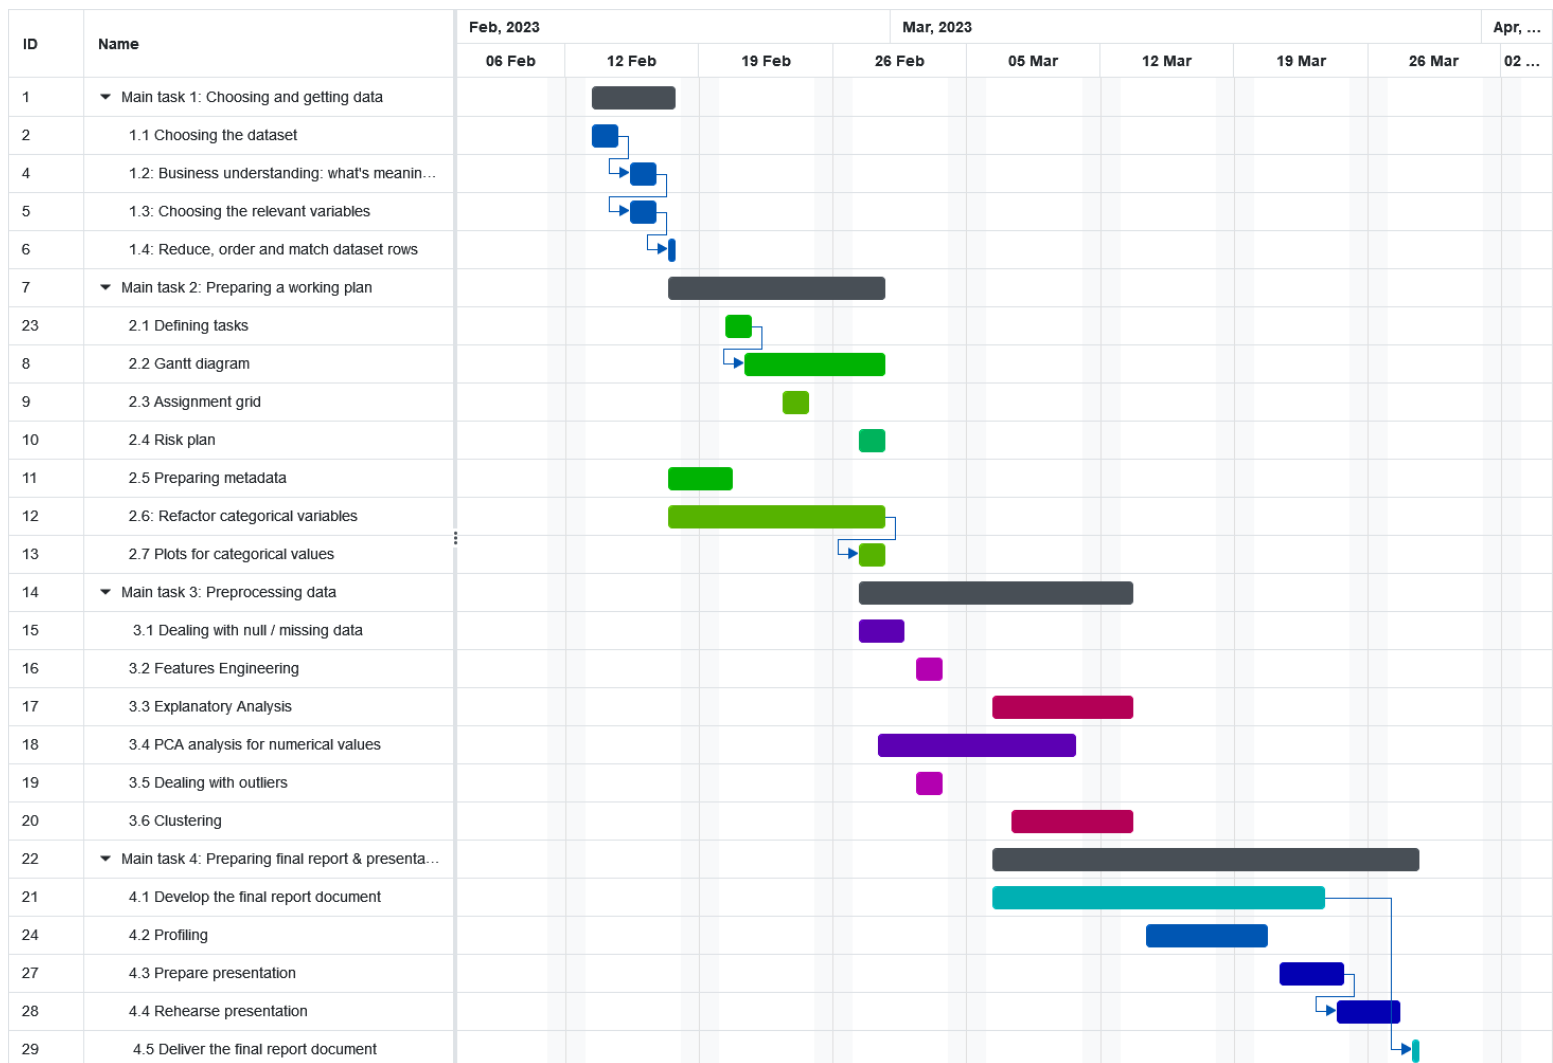 ID Name Feb, 2023 Mar, 2023 Apr, ...
06 Feb 12 Feb 19 Feb 26 Feb 05 Mar 12 Mar 19 Mar 26 Mar 02 ...
1 Main task 1: Choosing and getting data
2 1.1 Choosing the dataset
4 1.2: Business understanding: what's meanin...
5 1.3: Choosing the relevant variables
6 1.4: Reduce, order and match dataset rows
7 Main task 2: Preparing a working plan
23 2.1 Defining tasks
8 2.2 Gantt diagram
9 2.3 Assignment grid
10 2.4 Risk plan
11 2.5 Preparing metadata
12 2.6: Refactor categorical variables
13 2.7 Plots for categorical values
14 Main task 3: Preprocessing data
15 3.1 Dealing with null / missing data
16 3.2 Features Engineering
17 3.3 Explanatory Analysis
18 3.4 PCA analysis for numerical values
19 3.5 Dealing with outliers
20 3.6 Clustering
22 Main task 4: Preparing final report & presenta...
21 4.1 Develop the final report document
24 4.2 Profiling
27 4.3 Prepare presentation
28 4.4 Rehearse presentation
29 4.5 Deliver the final report document